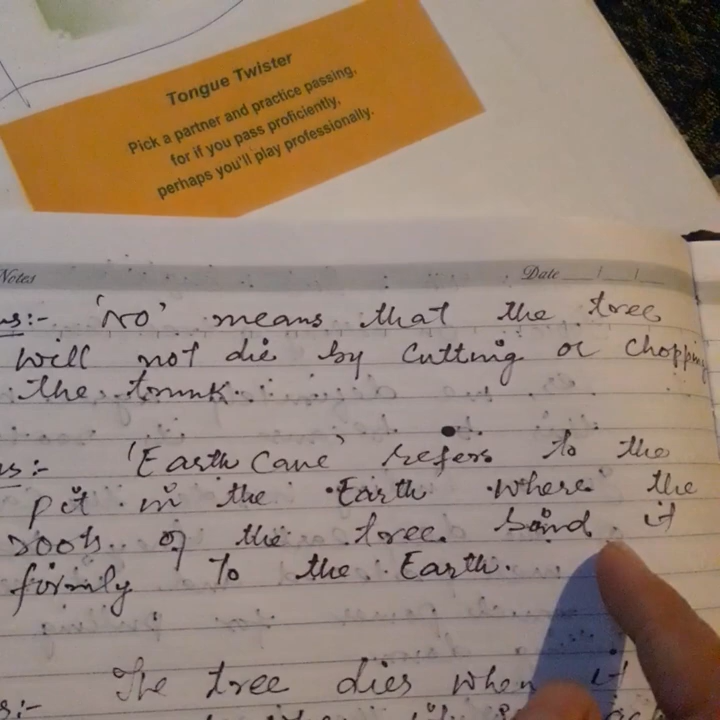 Tongue Twister
Pick a partner and practice passing,
for if you pass proficiently,
perhaps you'll play professionally.
Notes
Date
ns:- 'NO' means that the tree
will not die by cutting or chopping
the trunk.
ns:- 'Earth Cave' refers to the
pit in the Earth where the
roots of the tree bind it
firmly to the Earth.
The tree dies when it
s:-